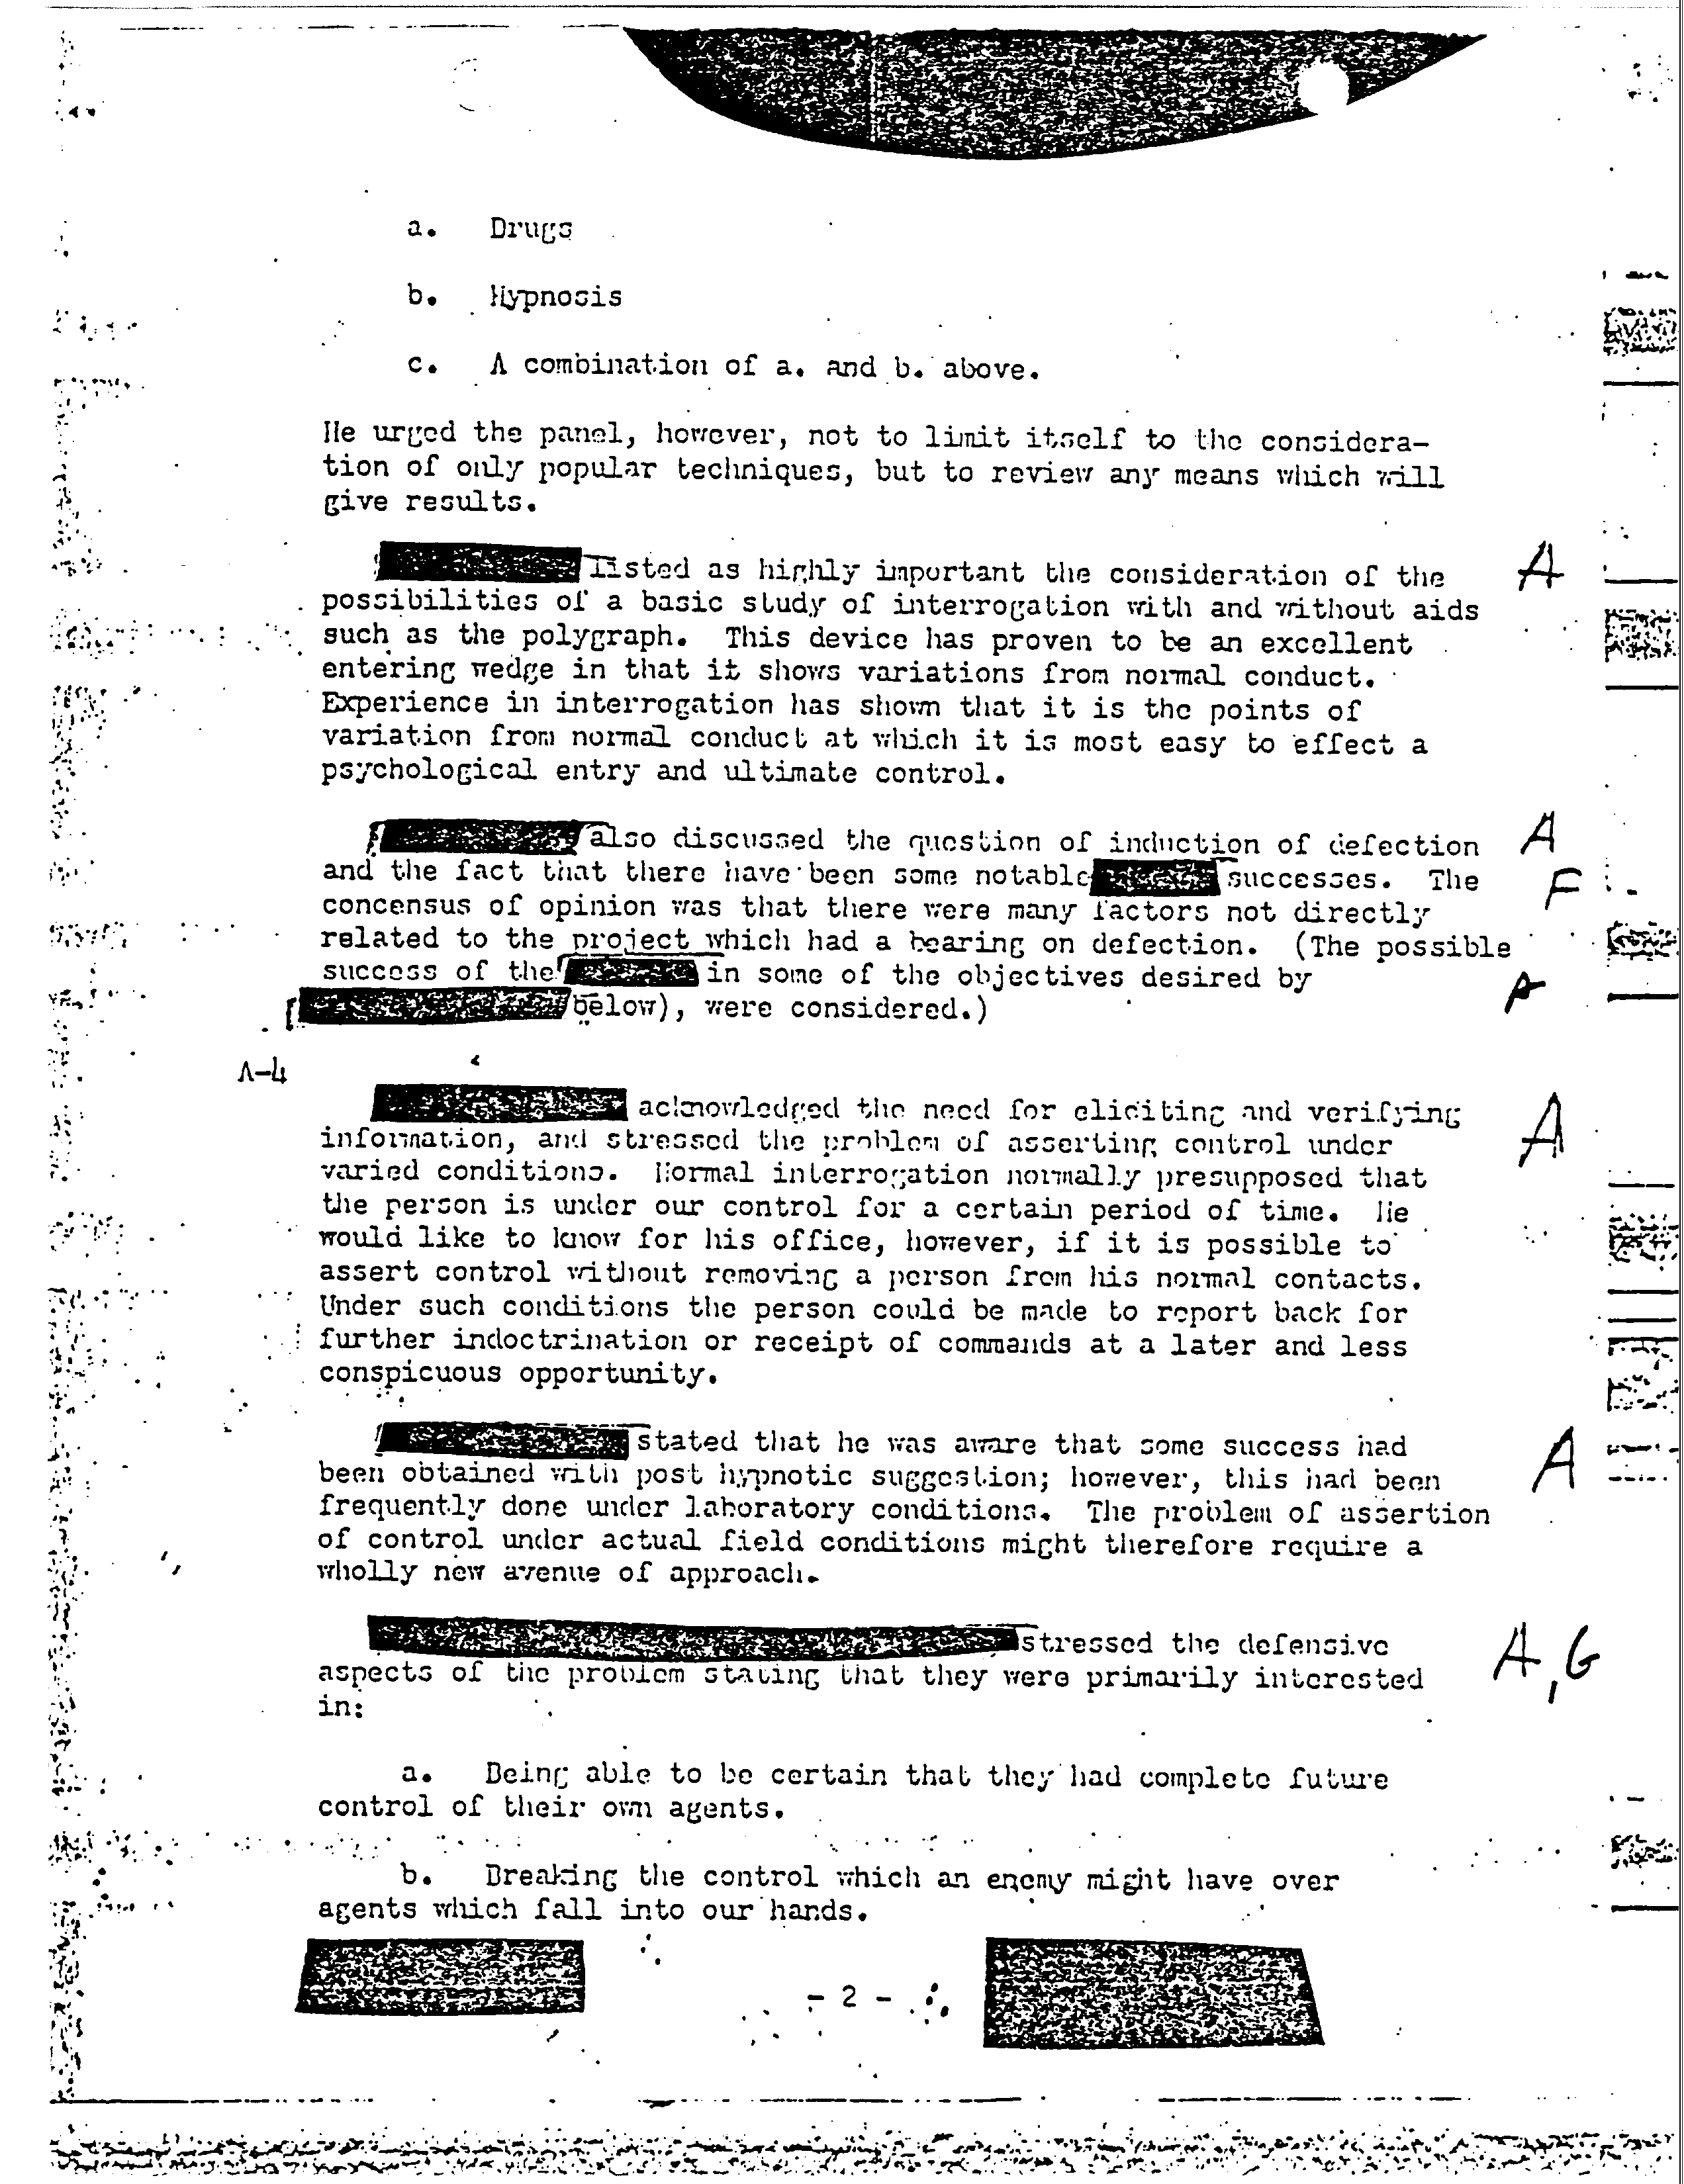 a. Drugs
b. Hypnosis
c. A combination of a. and b. above.
He urged the panel, however, not to limit itself to the considera-
tion of only popular techniques, but to review any means which will
give results.
listed as highly important the consideration of the A
possibilities of a basic study of interrogation with and without aids
such as the polygraph. This device has proven to be an excellent
entering wedge in that it shows variations from normal conduct.
Experience in interrogation has shown that it is the points of
variation from normal conduct at which it is most easy to effect a
psychological entry and ultimate control.
also discussed the question of induction of defection A
and the fact that there have been some notable successes. The F
concensus of opinion was that there were many factors not directly
related to the project which had a bearing on defection. (The possible
success of the in some of the objectives desired by A
below), were considered.)
A-4
acknowledged the need for eliciting and verifying A
information, and stressed the problem of asserting control under
varied conditions. Normal interrogation normally presupposed that
the person is under our control for a certain period of time. He
would like to know for his office, however, if it is possible to
assert control without removing a person from his normal contacts.
Under such conditions the person could be made to report back for
further indoctrination or receipt of commands at a later and less
conspicuous opportunity.
stated that he was aware that some success had A
been obtained with post hypnotic suggestion; however, this had been
frequently done under laboratory conditions. The problem of assertion
of control under actual field conditions might therefore require a
wholly new avenue of approach.
stressed the defensive A,G
aspects of the problem stating that they were primarily interested
in:
a. Being able to be certain that they had complete future
control of their own agents.
b. Breaking the control which an enemy might have over
agents which fall into our hands.
- 2 -